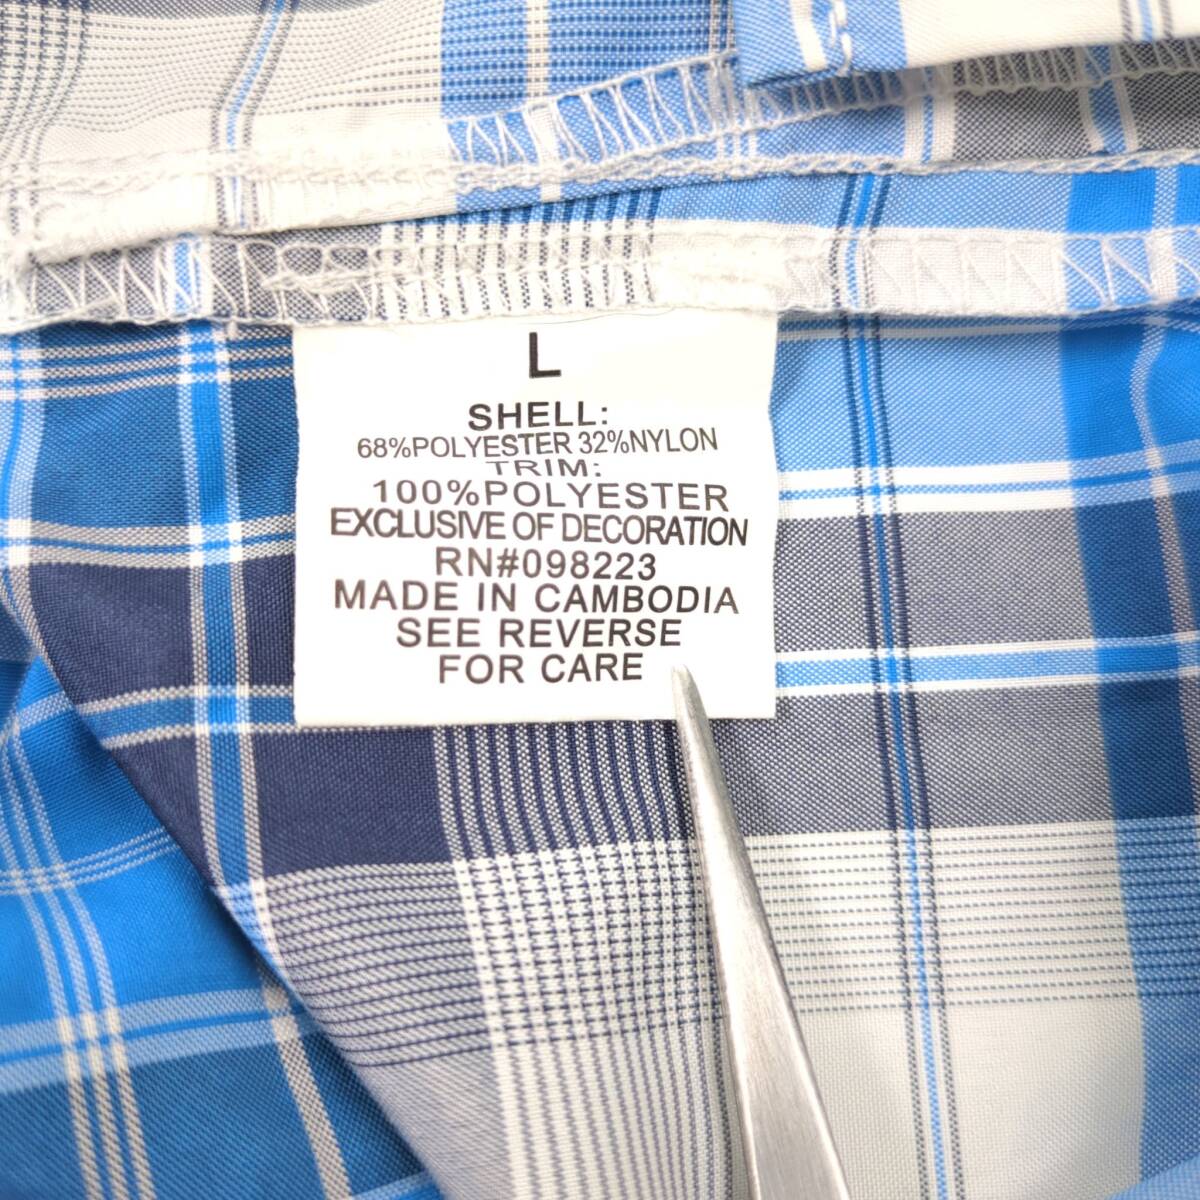 L
SHELL:
68%POLYESTER 32%NYLON
TRIM:
100%POLYESTER
EXCLUSIVE OF DECORATION
RN#098223
MADE IN CAMBODIA
SEE REVERSE
FOR CARE